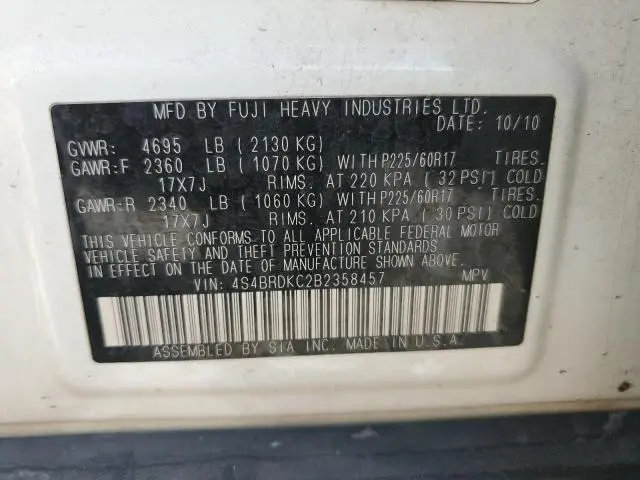 MFD BY FUJI HEAVY INDUSTRIES LTD.
DATE: 10/10
GVWR: 4695 LB ( 2130 KG)
GAWR:F 2360 LB ( 1070 KG) WITH P225/60R17 TIRES.
17X7J RIMS. AT 220 KPA ( 32 PSI) COLD
GAWR:R 2340 LB ( 1060 KG) WITH P225/60R17 TIRES.
17X7J RIMS. AT 210 KPA ( 30 PSI) COLD
THIS VEHICLE CONFORMS TO ALL APPLICABLE FEDERAL MOTOR
VEHICLE SAFETY AND THEFT PREVENTION STANDARDS
IN EFFECT ON THE DATE OF MANUFACTURE SHOWN ABOVE.
VIN: 4S4BRDKC2B2358457 MPV
ASSEMBLED BY SIA INC. MADE IN U.S.A.